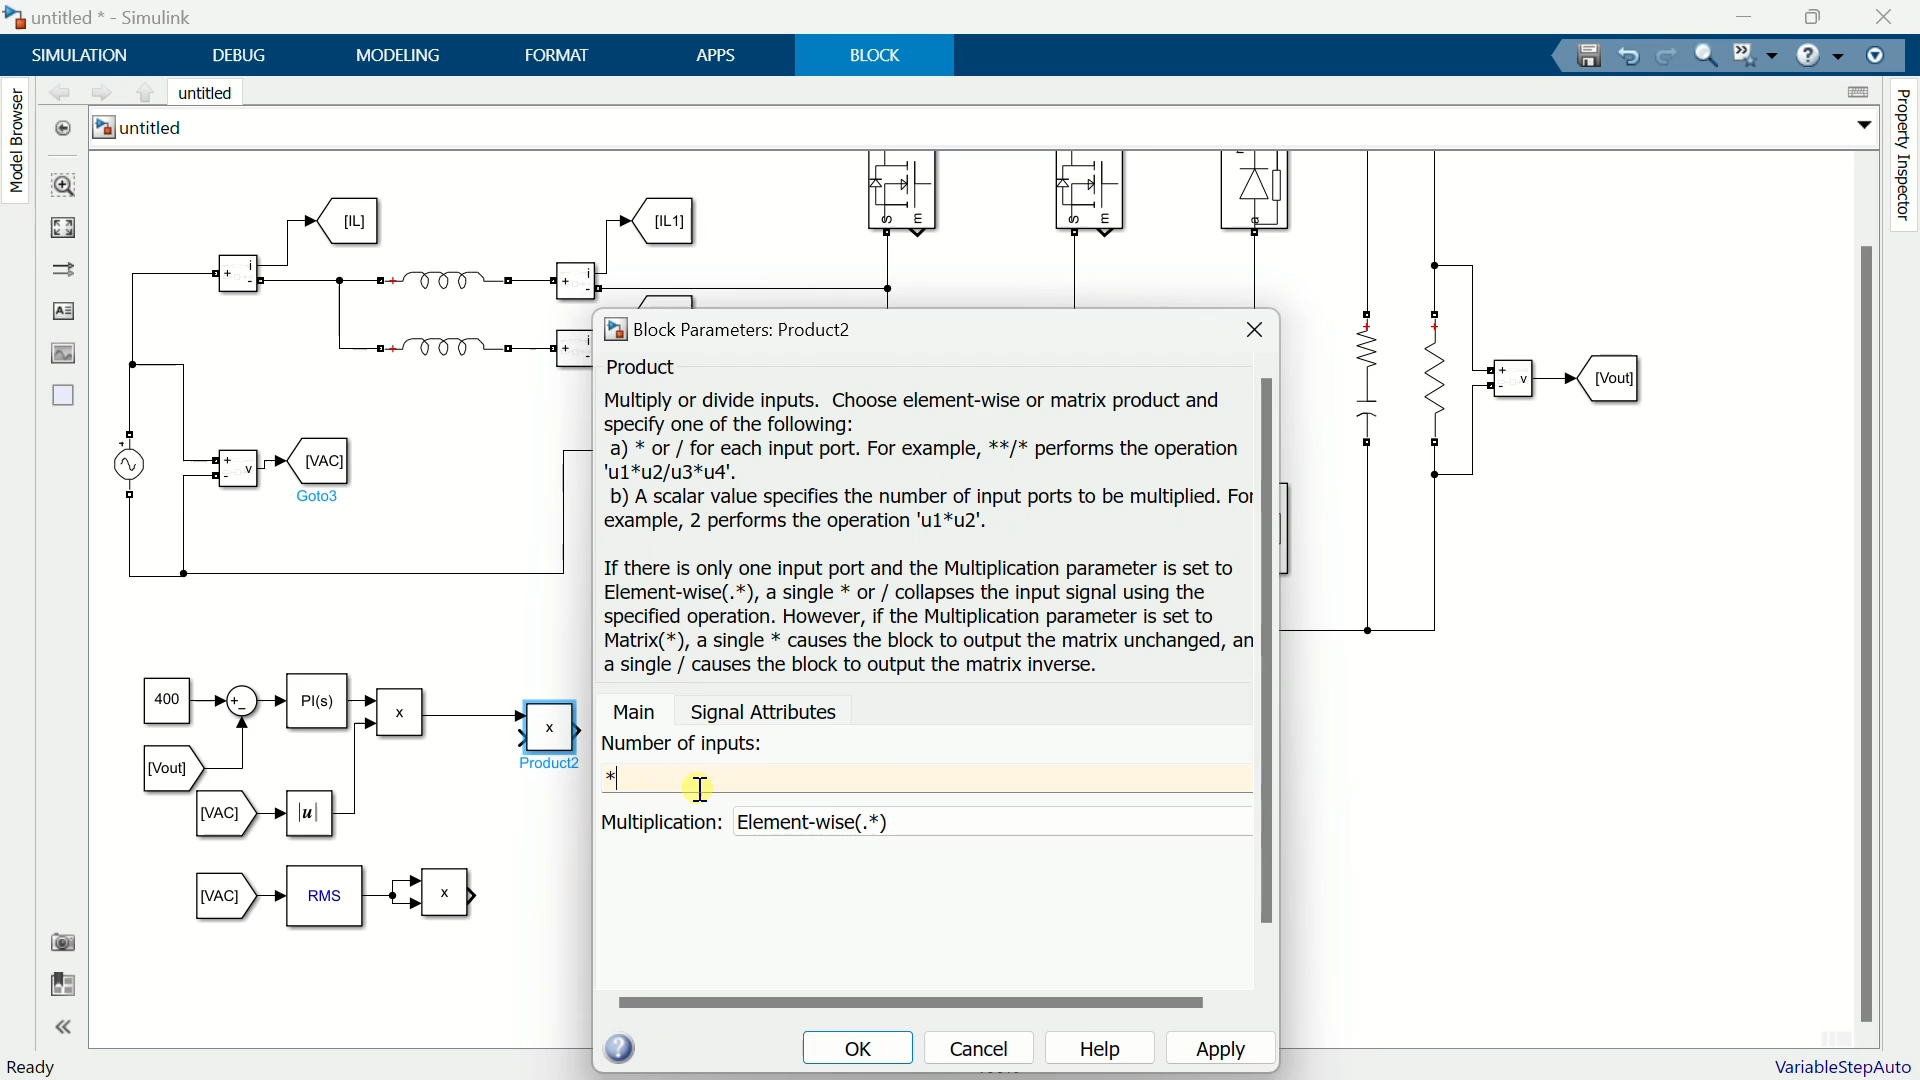 untitled * - Simulink
SIMULATION DEBUG MODELING FORMAT APPS BLOCK
Model Browser
untitled
untitled
Property Inspector
[IL]
i
+
-
[IL1]
i
+
-
S m
S m
a
i
+
-
+
v
-
[VAC]
Goto3
+
v
-
[Vout]
400
+
-
PI(s)
x
[Vout]
[VAC]
|u|
x
Product2
[VAC]
RMS
x
Block Parameters: Product2
Product
Multiply or divide inputs.  Choose element-wise or matrix product and
specify one of the following:
a) * or / for each input port. For example, **/* performs the operation
'u1*u2/u3*u4'.
b) A scalar value specifies the number of input ports to be multiplied. For
example, 2 performs the operation 'u1*u2'.
If there is only one input port and the Multiplication parameter is set to
Element-wise(.*), a single * or / collapses the input signal using the
specified operation. However, if the Multiplication parameter is set to
Matrix(*), a single * causes the block to output the matrix unchanged, an
a single / causes the block to output the matrix inverse.
Main Signal Attributes
Number of inputs:
*
Multiplication: Element-wise(.*)
OK Cancel Help Apply
Ready
VariableStepAuto